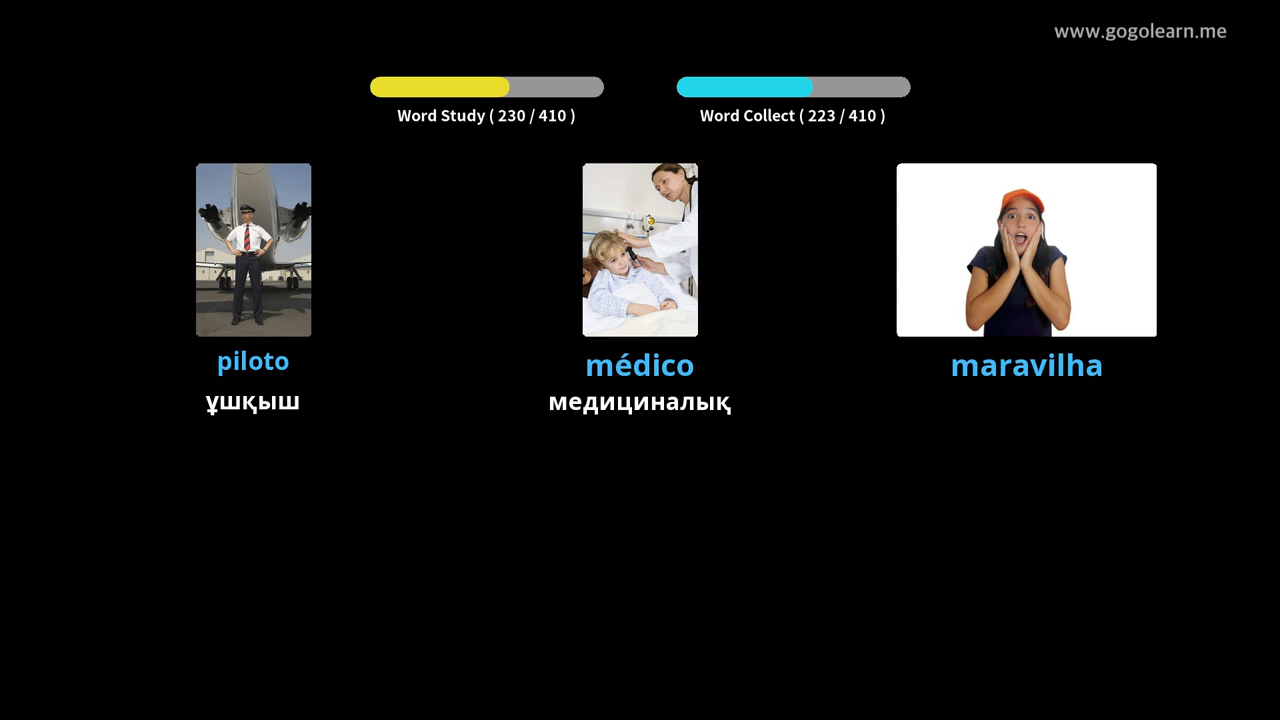 www.gogolearn.me
Word Study ( 230 / 410 )
Word Collect ( 223 / 410 )
piloto
médico
maravilha
ұшқыш
медициналық